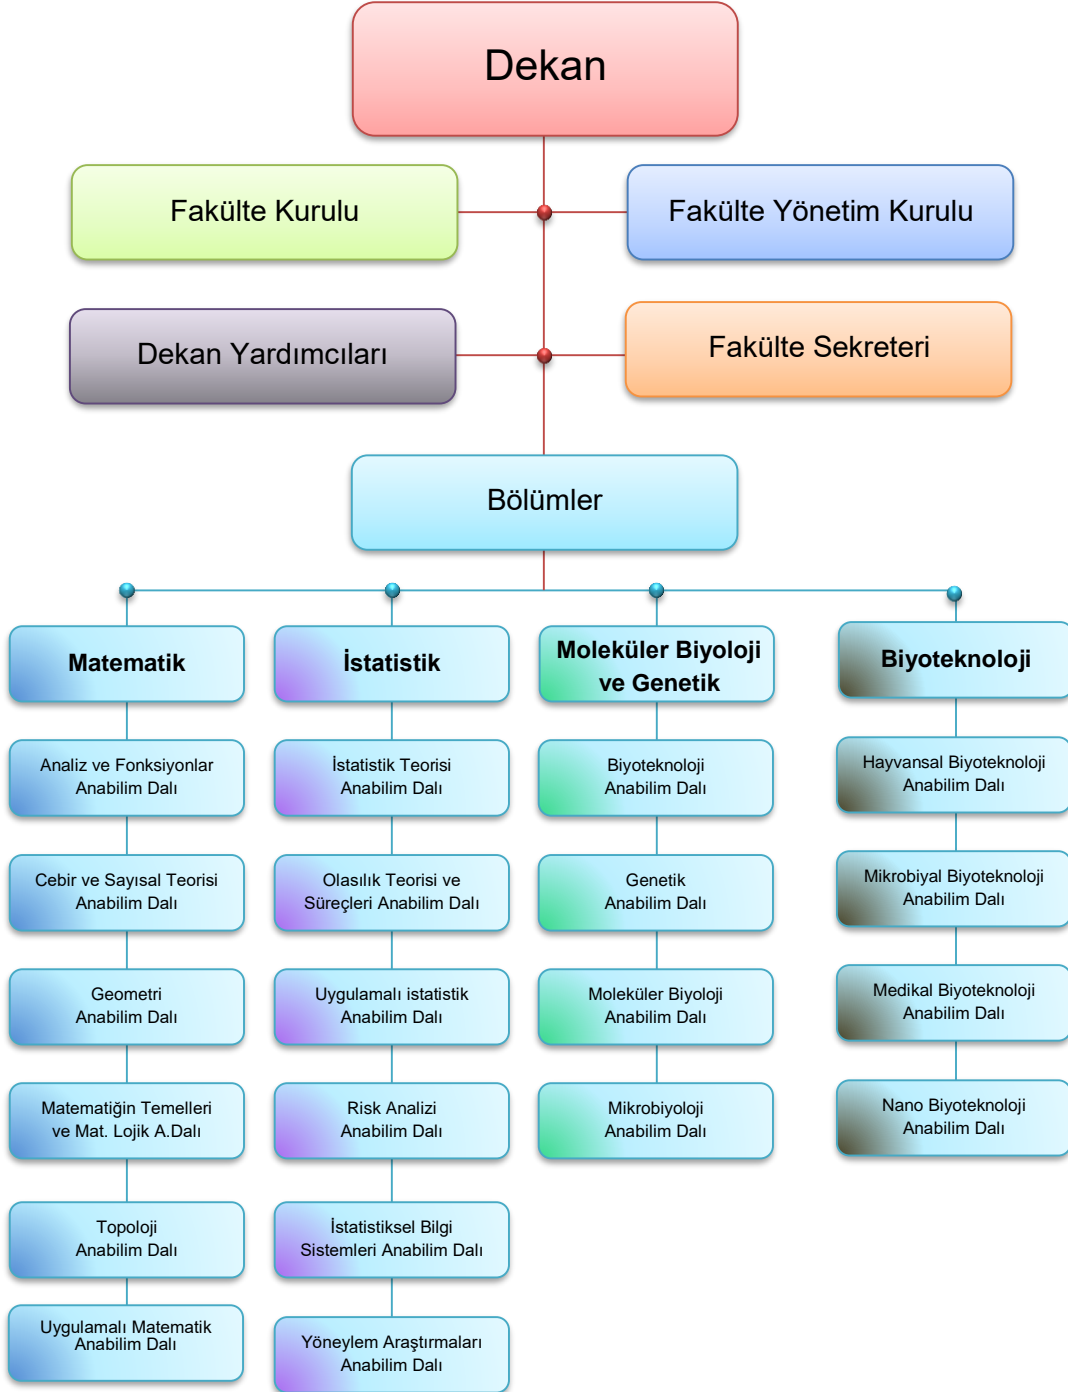 Dekan
Fakülte Kurulu
Fakülte Yönetim Kurulu
Dekan Yardımcıları
Fakülte Sekreteri
Bölümler
Matematik
Analiz ve Fonksiyonlar
Anabilim Dalı
Cebir ve Sayısal Teorisi
Anabilim Dalı
Geometri
Anabilim Dalı
Matematiğin Temelleri
ve Mat. Lojik A.Dalı
Topoloji
Anabilim Dalı
Uygulamalı Matematik
Anabilim Dalı
İstatistik
İstatistik Teorisi
Anabilim Dalı
Olasılık Teorisi ve
Süreçleri Anabilim Dalı
Uygulamalı istatistik
Anabilim Dalı
Risk Analizi
Anabilim Dalı
İstatistiksel Bilgi
Sistemleri Anabilim Dalı
Yöneylem Araştırmaları
Anabilim Dalı
Moleküler Biyoloji
ve Genetik
Biyoteknoloji
Anabilim Dalı
Genetik
Anabilim Dalı
Moleküler Biyoloji
Anabilim Dalı
Mikrobiyoloji
Anabilim Dalı
Biyoteknoloji
Hayvansal Biyoteknoloji
Anabilim Dalı
Mikrobiyal Biyoteknoloji
Anabilim Dalı
Medikal Biyoteknoloji
Anabilim Dalı
Nano Biyoteknoloji
Anabilim Dalı